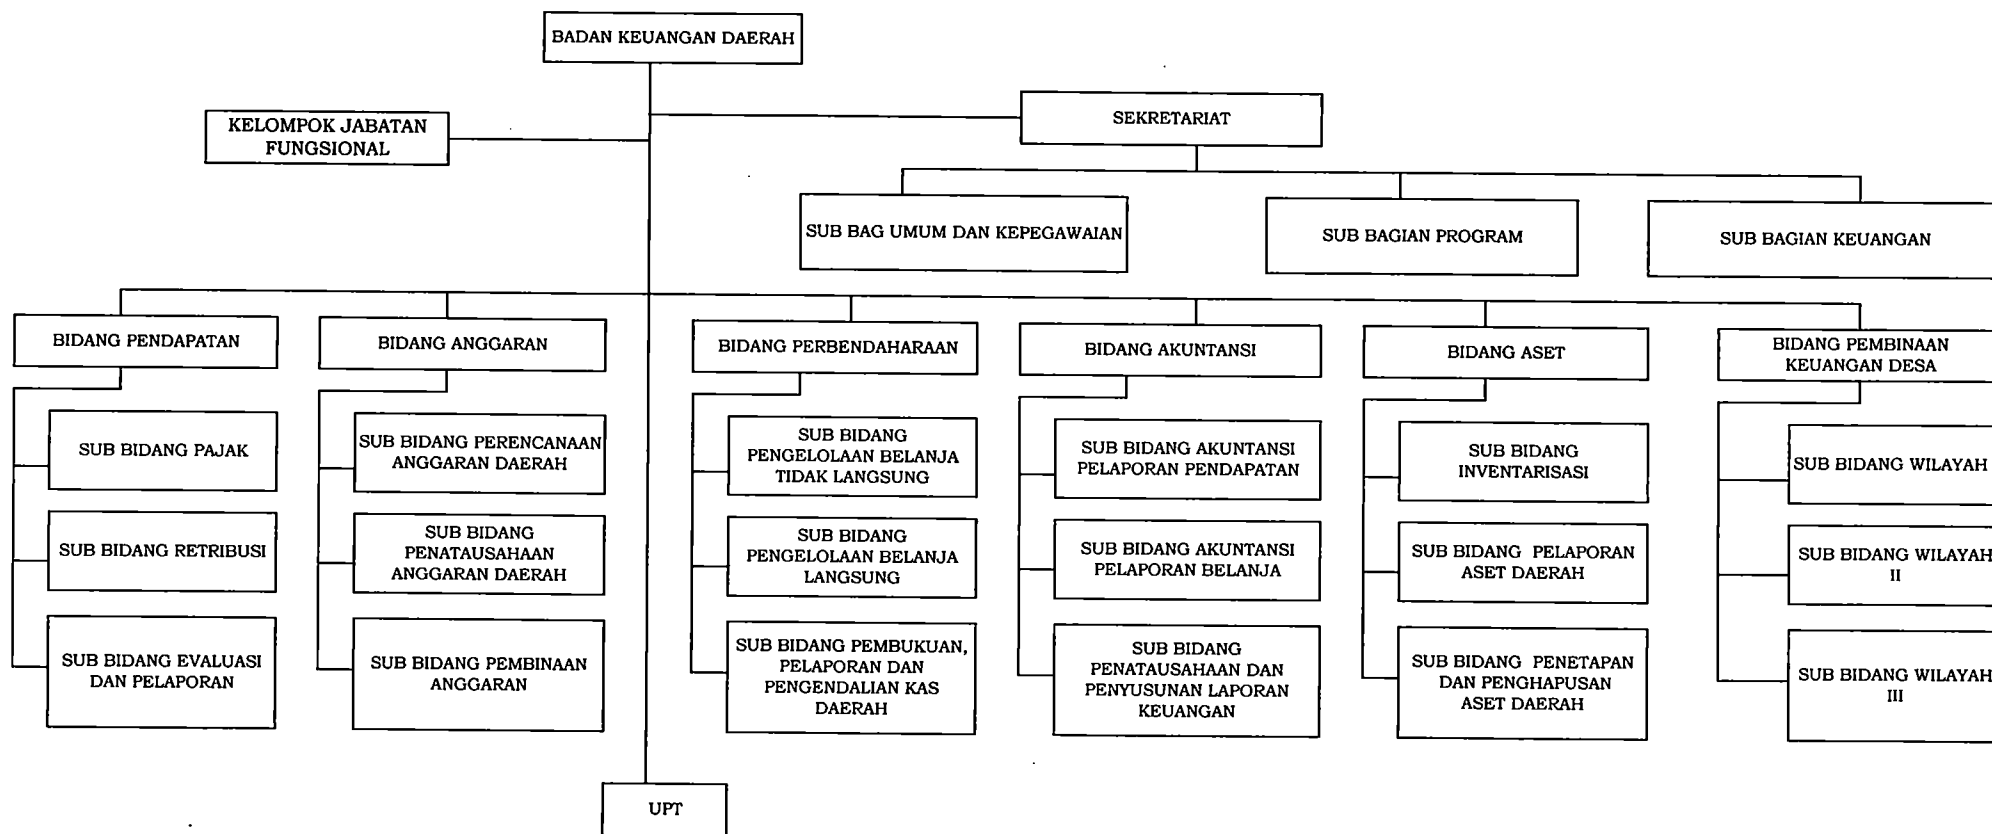 BADAN KEUANGAN DAERAH
KELOMPOK JABATAN
FUNGSIONAL
SEKRETARIAT
SUB BAG UMUM DAN KEPEGAWAIAN
SUB BAGIAN PROGRAM
SUB BAGIAN KEUANGAN
BIDANG PENDAPATAN
BIDANG ANGGARAN
BIDANG PERBENDAHARAAN
BIDANG AKUNTANSI
BIDANG ASET
BIDANG PEMBINAAN
KEUANGAN DESA
SUB BIDANG PAJAK
SUB BIDANG RETRIBUSI
SUB BIDANG EVALUASI
DAN PELAPORAN
SUB BIDANG PERENCANAAN
ANGGARAN DAERAH
SUB BIDANG
PENATAUSAHAAN
ANGGARAN DAERAH
SUB BIDANG PEMBINAAN
ANGGARAN
SUB BIDANG
PENGELOLAAN BELANJA
TIDAK LANGSUNG
SUB BIDANG
PENGELOLAAN BELANJA
LANGSUNG
SUB BIDANG PEMBUKUAN,
PELAPORAN DAN
PENGENDALIAN KAS
DAERAH
SUB BIDANG AKUNTANSI
PELAPORAN PENDAPATAN
SUB BIDANG AKUNTANSI
PELAPORAN BELANJA
SUB BIDANG
PENATAUSAHAAN DAN
PENYUSUNAN LAPORAN
KEUANGAN
SUB BIDANG
INVENTARISASI
SUB BIDANG PELAPORAN
ASET DAERAH
SUB BIDANG PENETAPAN
DAN PENGHAPUSAN
ASET DAERAH
SUB BIDANG WILAYAH
SUB BIDANG WILAYAH
II
SUB BIDANG WILAYAH
III
UPT